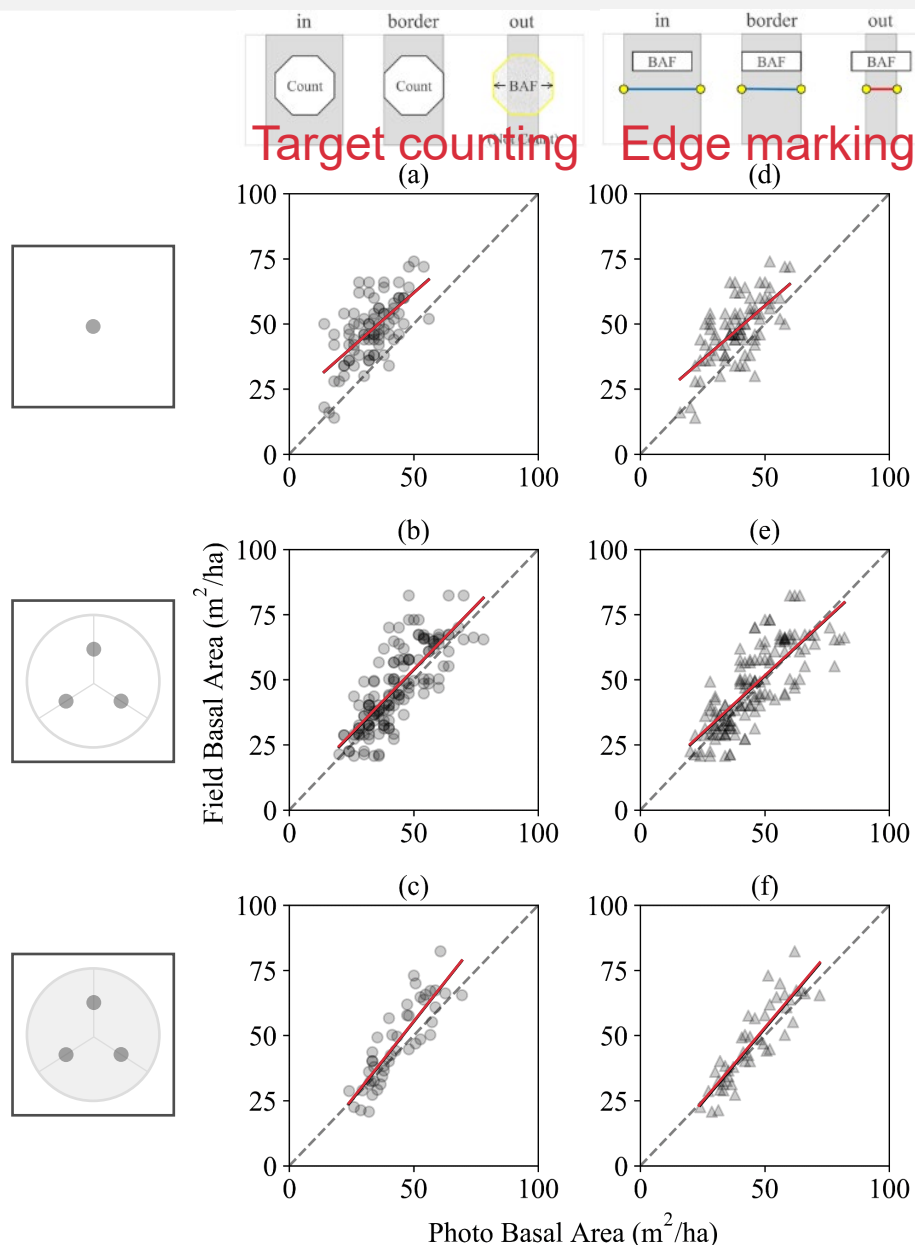 in border out in border out
Count Count BAF BAF BAF BAF
(Not Count)
Target counting Edge marking
(a) (d)
100 100
75 75
50 50
25 25
0 0
0 50 100 0 50 100
(b) (e)
100 100
75 75
50 50
25 25
0 0
0 50 100 0 50 100
Field Basal Area (m²/ha)
(c) (f)
100 100
75 75
50 50
25 25
0 0
0 50 100 0 50 100
Photo Basal Area (m²/ha)